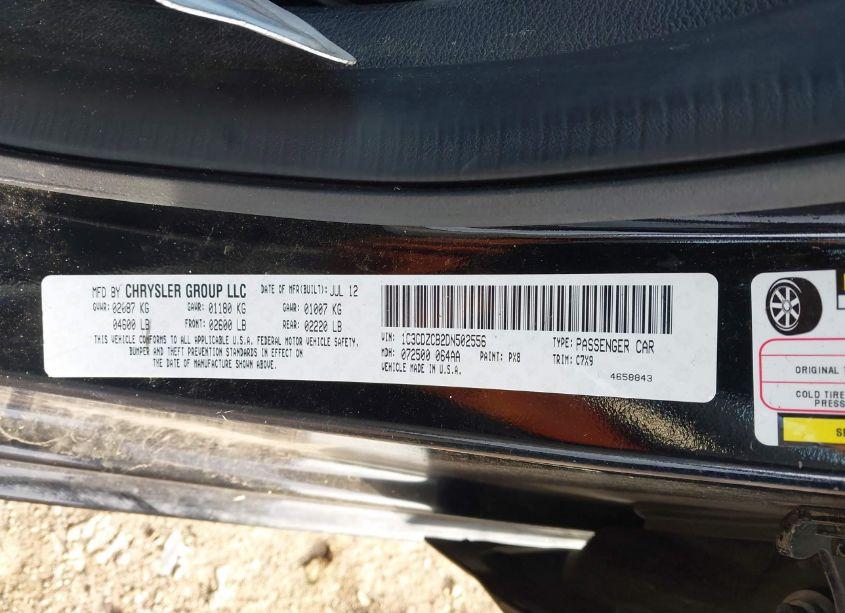 MFD BY CHRYSLER GROUP LLC
DATE OF MFR(BUILT): JUL 12
GVWR: 02087 KG GAWR: 01180 KG GAWR: 01007 KG
04600 LB FRONT: 02600 LB REAR: 02220 LB
THIS VEHICLE CONFORMS TO ALL APPLICABLE U.S.A. FEDERAL MOTOR VEHICLE SAFETY,
BUMPER AND THEFT PREVENTION STANDARDS IN EFFECT ON
THE DATE OF MANUFACTURE SHOWN ABOVE.
VIN: 1C3CDZCB2DN502556 TYPE: PASSENGER CAR
MDH: 072500 064AA PAINT: PX8 TRIM: C7X9
VEHICLE MADE IN U.S.A.
4658843
ORIGINAL
COLD TIRE
PRESS
SE